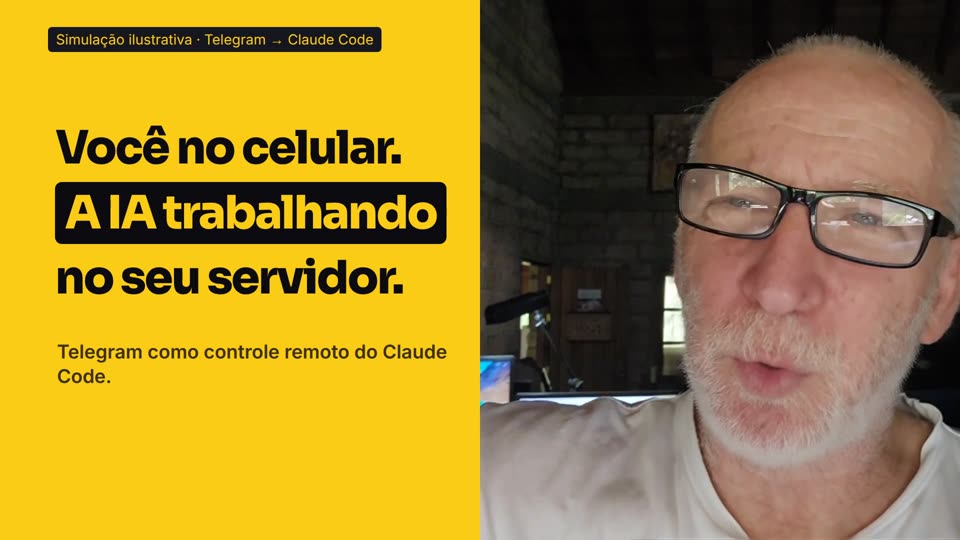 Simulação ilustrativa · Telegram → Claude Code
Você no celular.
A IA trabalhando
no seu servidor.
Telegram como controle remoto do Claude
Code.